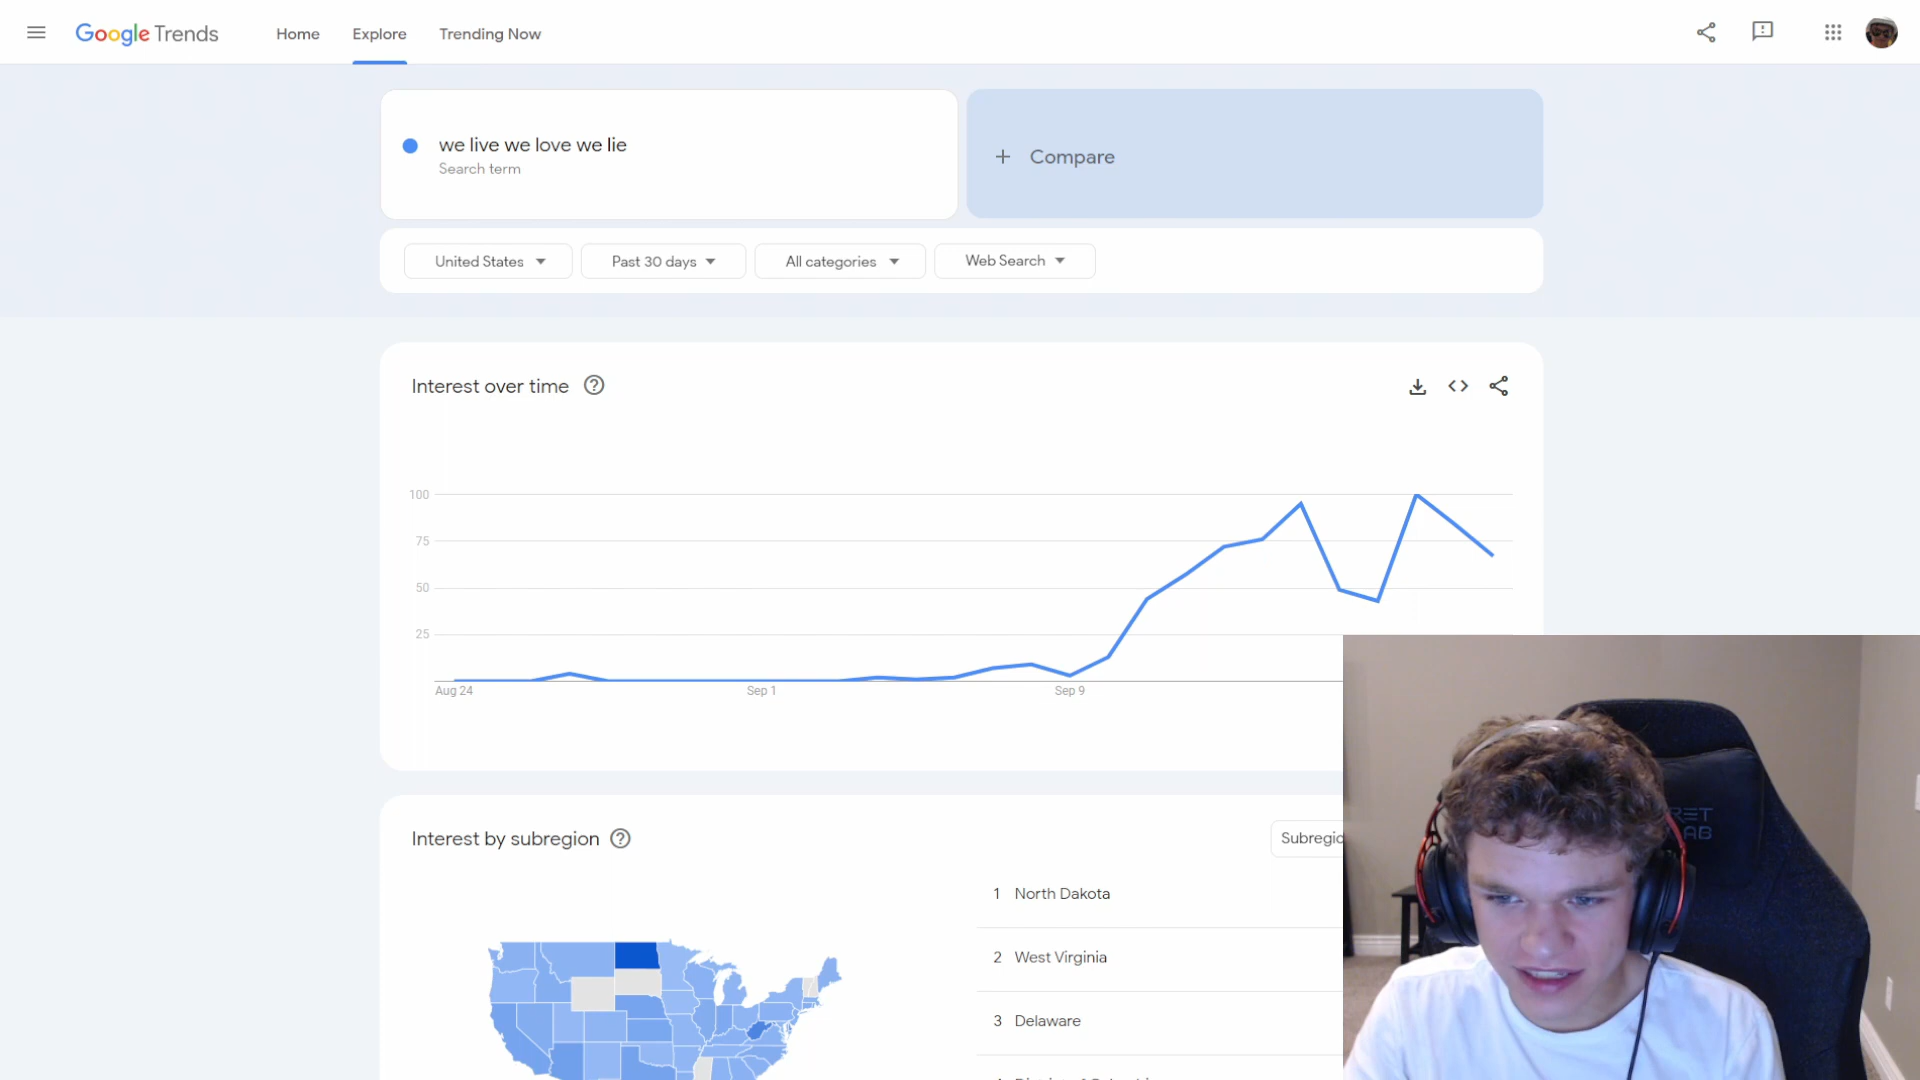 Google Trends
Home
Explore
Trending Now
we live we love we lie
Search term
+ Compare
United States
Past 30 days
All categories
Web Search
Interest over time
100
75
50
25
Aug 24
Sep 1
Sep 9
Interest by subregion
Subregio
1 North Dakota
2 West Virginia
3 Delaware